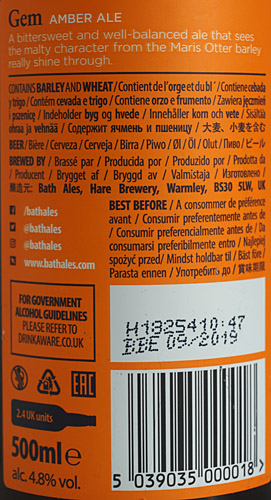 Gem AMBER ALE
A bittersweet and well-balanced ale that sees
the malty character from the Maris Otter barley
really shine through.
CONTAINS BARLEY AND WHEAT / Contient de l'orge et du blé / Contiene cebada
y trigo / Contém cevada e trigo / Contiene orzo e frumento / Zawiera jęczmień
i pszenicę / Indeholder byg og hvede / Innehåller korn och vete / Sisältää
ohraa ja vehnää / Содержит ячмень и пшеницу / 大麦、小麦を含む
BEER / Bière / Cerveza / Cerveja / Birra / Piwo / Øl / Öl / Olut / Пиво / ビール
BREWED BY / Brassé par / Producida por / Produzido por / Prodotta da
/ Producent / Brygget af / Bryggd av / Valmistaja / Изготовлено /
醸造元: Bath Ales, Hare Brewery, Warmley, BS30 5LW, UK
/bathales
@bathales
@bathales
www.bathales.com
BEST BEFORE / A consommer de préférence
avant / Consumir preferentemente antes de
/ Consumir preferencialmente antes de / Da
consumarsi preferibilmente entro / Najlepiej
spożyć przed/ Mindst holdbar til / Bäst före /
Parasta ennen / Употребить до / 賞味期限
FOR GOVERNMENT
ALCOHOL GUIDELINES
PLEASE REFER TO
DRINKAWARE.CO.UK
H1325410:47
BBE 09/2019
EAC
2.4 UK units
500ml e
alc. 4.8% vol.
5 039035 000018 >